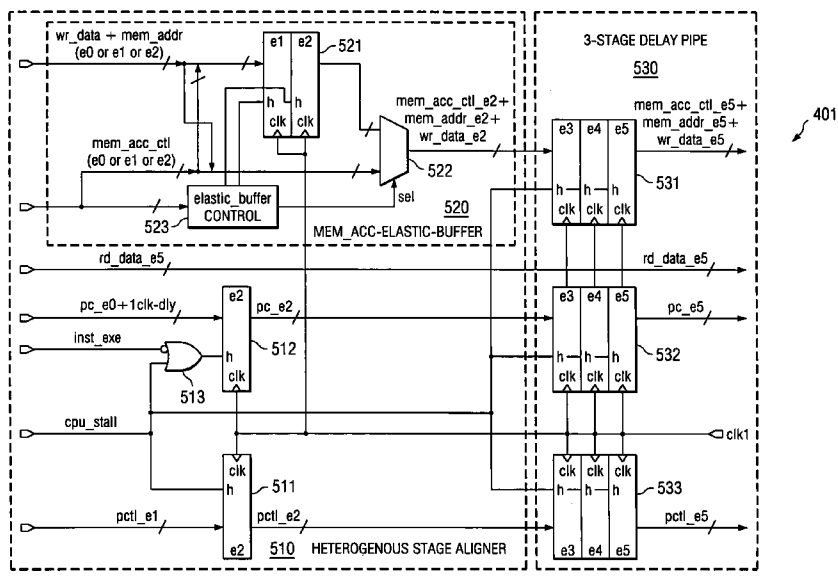 wr_data + mem_addr
(e0 or e1 or e2)
e1 e2
521
h h
clk clk
mem_acc_ctl
(e0 or e1 or e2)
522
mem_acc_ctl_e2+
mem_addr_e2+
wr_data_e2
elastic_buffer
CONTROL
523
sel
520
MEM_ACC-ELASTIC-BUFFER
3-STAGE DELAY PIPE
530
e3 e4 e5
h h h
clk clk clk
mem_acc_ctl_e5+
mem_addr_e5+
wr_data_e5
531
401
rd_data_e5
rd_data_e5
pc_e0+1clk-dly
e2
h
clk
pc_e2
512
inst_exe
513
e3 e4 e5
h h h
clk clk clk
pc_e5
532
cpu_stall
clk1
clk
h
e2
511
pctl_e1
pctl_e2
clk clk clk
h h h
e3 e4 e5
533
pctl_e5
510
HETEROGENOUS STAGE ALIGNER